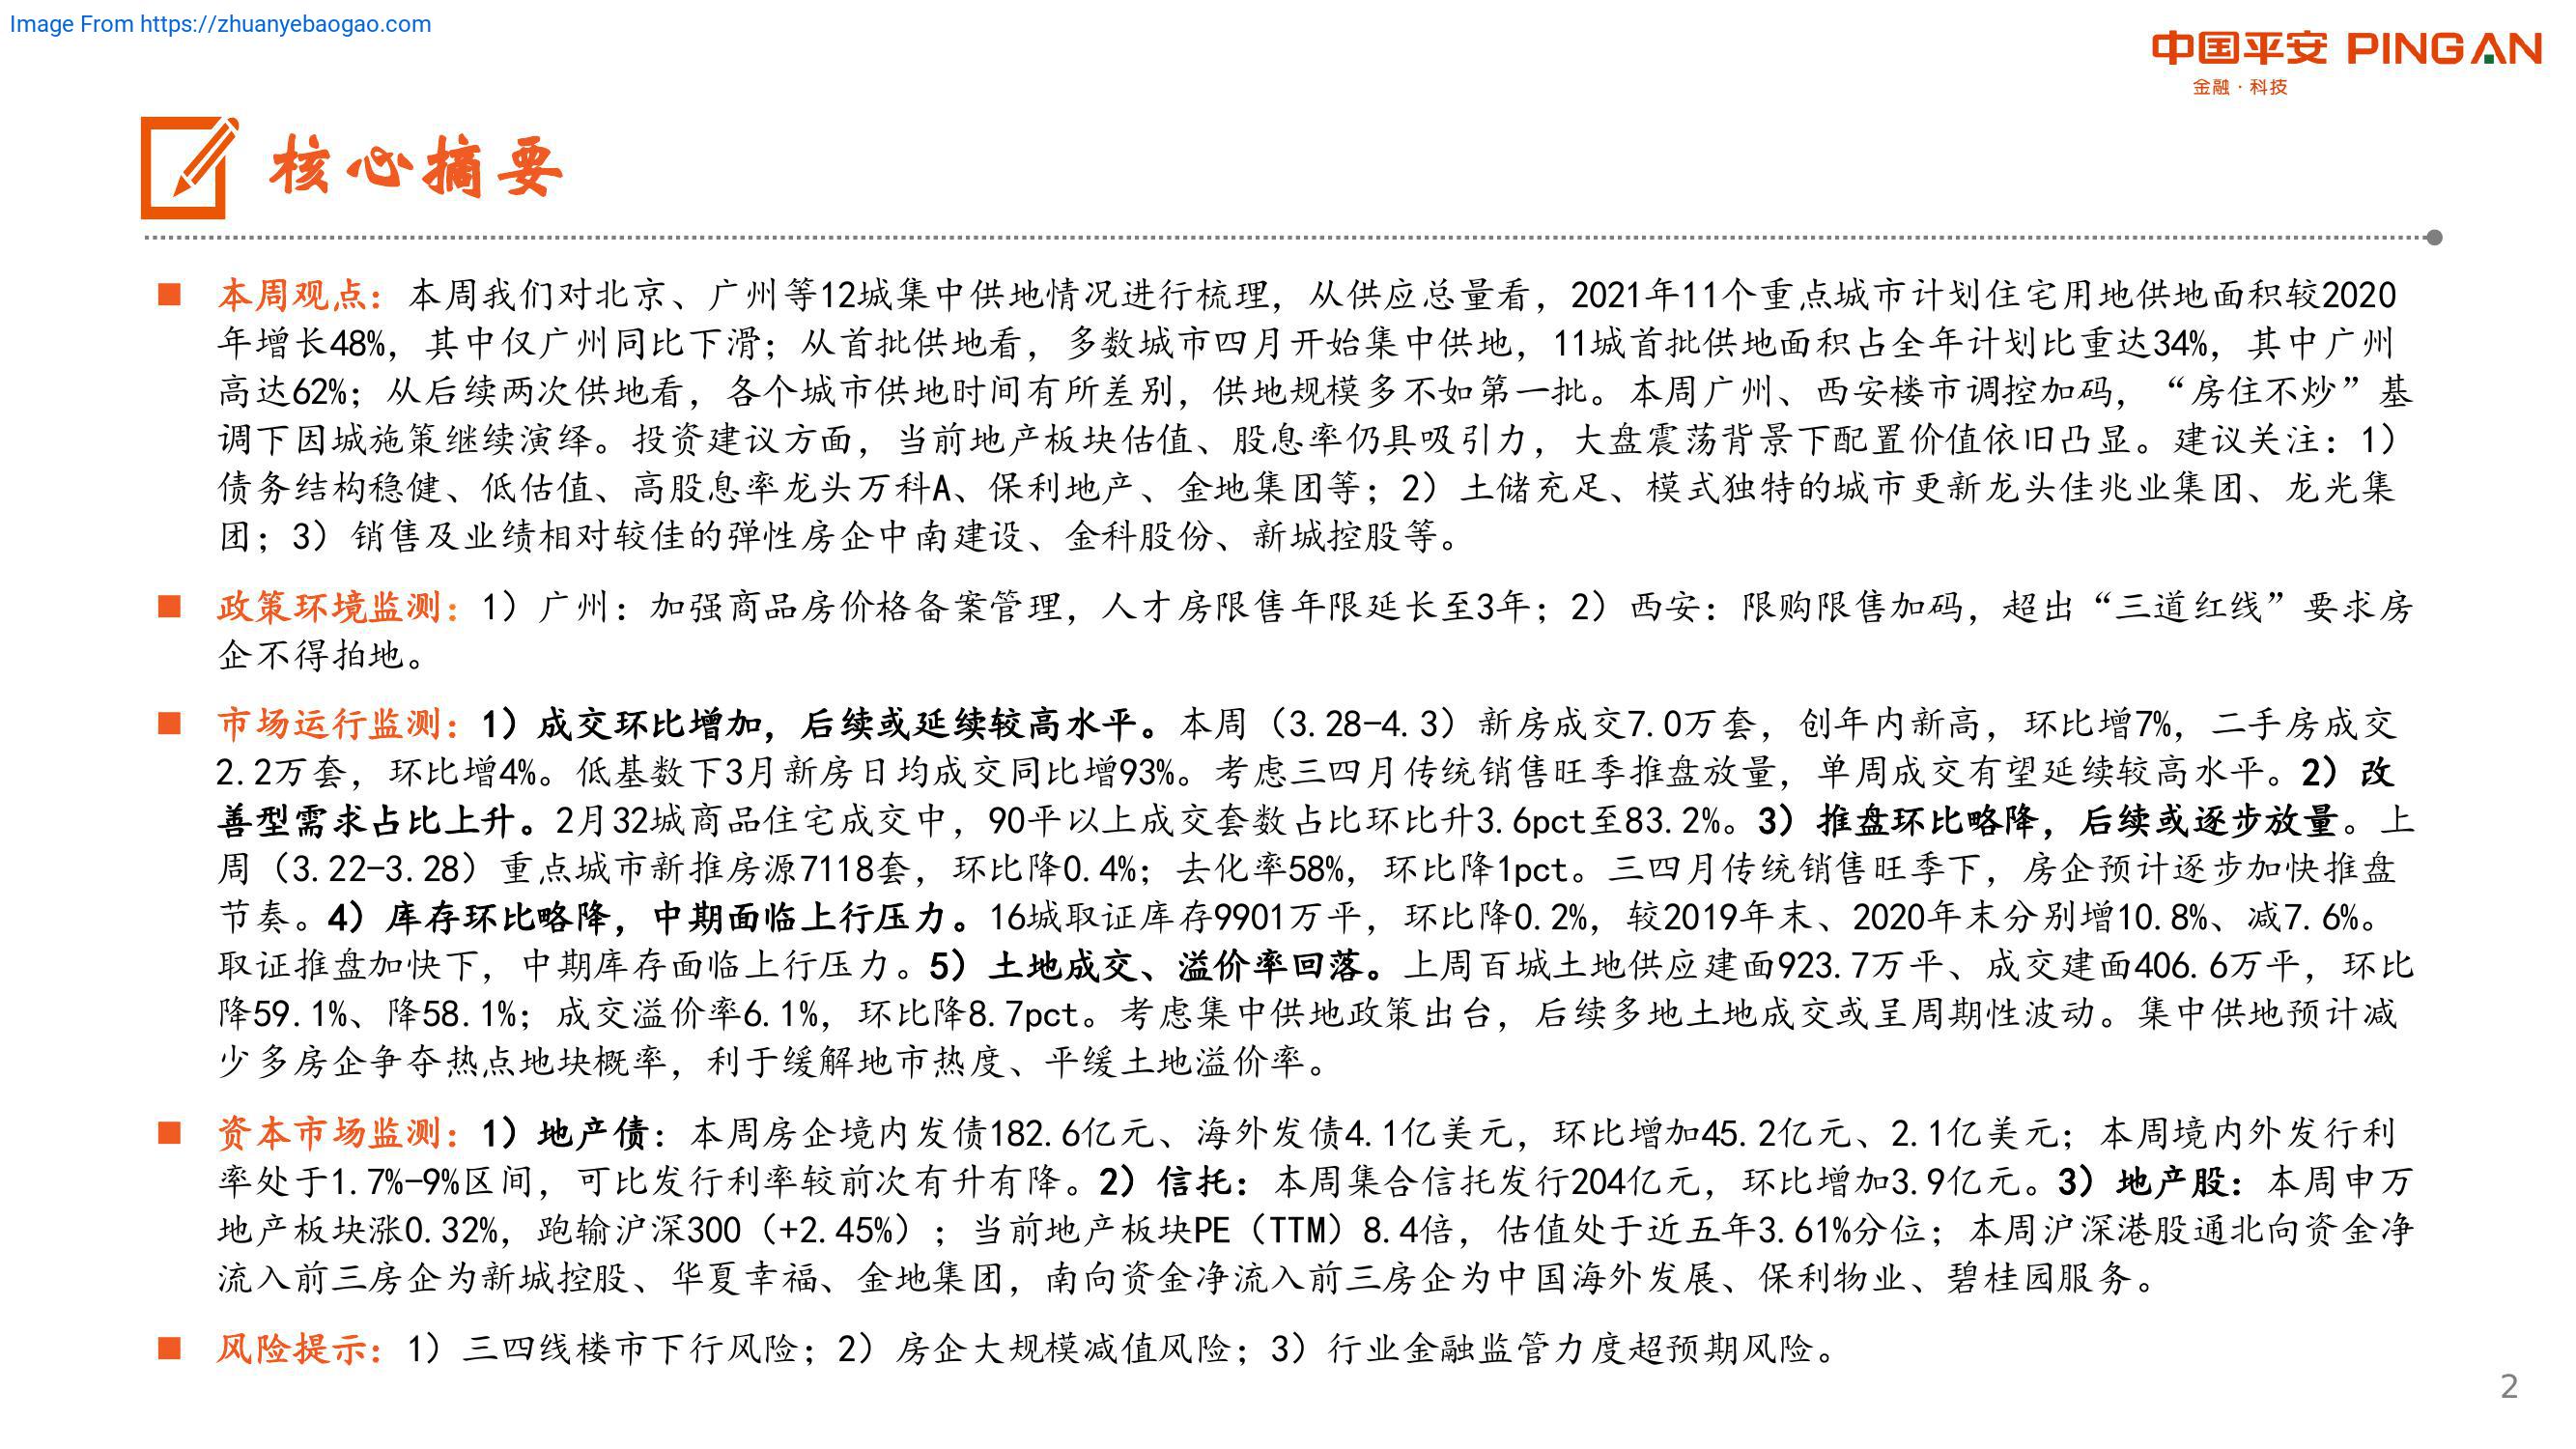 Image From https://zhuanyebaogao.com
中国平安 PING AN
金融·科技
核心摘要
■ 本周观点：本周我们对北京、广州等12城集中供地情况进行梳理，从供应总量看，2021年11个重点城市计划住宅用地供地面积较2020
年增长48%，其中仅广州同比下滑；从首批供地看，多数城市四月开始集中供地，11城首批供地面积占全年计划比重达34%，其中广州
高达62%；从后续两次供地看，各个城市供地时间有所差别，供地规模多不如第一批。本周广州、西安楼市调控加码，“房住不炒”基
调下因城施策继续演绎。投资建议方面，当前地产板块估值、股息率仍具吸引力，大盘震荡背景下配置价值依旧凸显。建议关注：1）
债务结构稳健、低估值、高股息率龙头万科A、保利地产、金地集团等；2）土储充足、模式独特的城市更新龙头佳兆业集团、龙光集
团；3）销售及业绩相对较佳的弹性房企中南建设、金科股份、新城控股等。
■ 政策环境监测：1）广州：加强商品房价格备案管理，人才房限售年限延长至3年；2）西安：限购限售加码，超出“三道红线”要求房
企不得拍地。
■ 市场运行监测：1）成交环比增加，后续或延续较高水平。本周（3.28-4.3）新房成交7.0万套，创年内新高，环比增7%，二手房成交
2.2万套，环比增4%。低基数下3月新房日均成交同比增93%。考虑三四月传统销售旺季推盘放量，单周成交有望延续较高水平。2）改
善型需求占比上升。2月32城商品住宅成交中，90平以上成交套数占比环比升3.6pct至83.2%。3）推盘环比略降，后续或逐步放量。上
周（3.22-3.28）重点城市新推房源7118套，环比降0.4%；去化率58%，环比降1pct。三四月传统销售旺季下，房企预计逐步加快推盘
节奏。4）库存环比略降，中期面临上行压力。16城取证库存9901万平，环比降0.2%，较2019年末、2020年末分别增10.8%、减7.6%。
取证推盘加快下，中期库存面临上行压力。5）土地成交、溢价率回落。上周百城土地供应建面923.7万平、成交建面406.6万平，环比
降59.1%、降58.1%；成交溢价率6.1%，环比降8.7pct。考虑集中供地政策出台，后续多地土地成交或呈周期性波动。集中供地预计减
少多房企争夺热点地块概率，利于缓解地市热度、平缓土地溢价率。
■ 资本市场监测：1）地产债：本周房企境内发债182.6亿元、海外发债4.1亿美元，环比增加45.2亿元、2.1亿美元；本周境内外发行利
率处于1.7%-9%区间，可比发行利率较前次有升有降。2）信托：本周集合信托发行204亿元，环比增加3.9亿元。3）地产股：本周申万
地产板块涨0.32%，跑输沪深300（+2.45%）；当前地产板块PE（TTM）8.4倍，估值处于近五年3.61%分位；本周沪深港股通北向资金净
流入前三房企为新城控股、华夏幸福、金地集团，南向资金净流入前三房企为中国海外发展、保利物业、碧桂园服务。
■ 风险提示：1）三四线楼市下行风险；2）房企大规模减值风险；3）行业金融监管力度超预期风险。
2